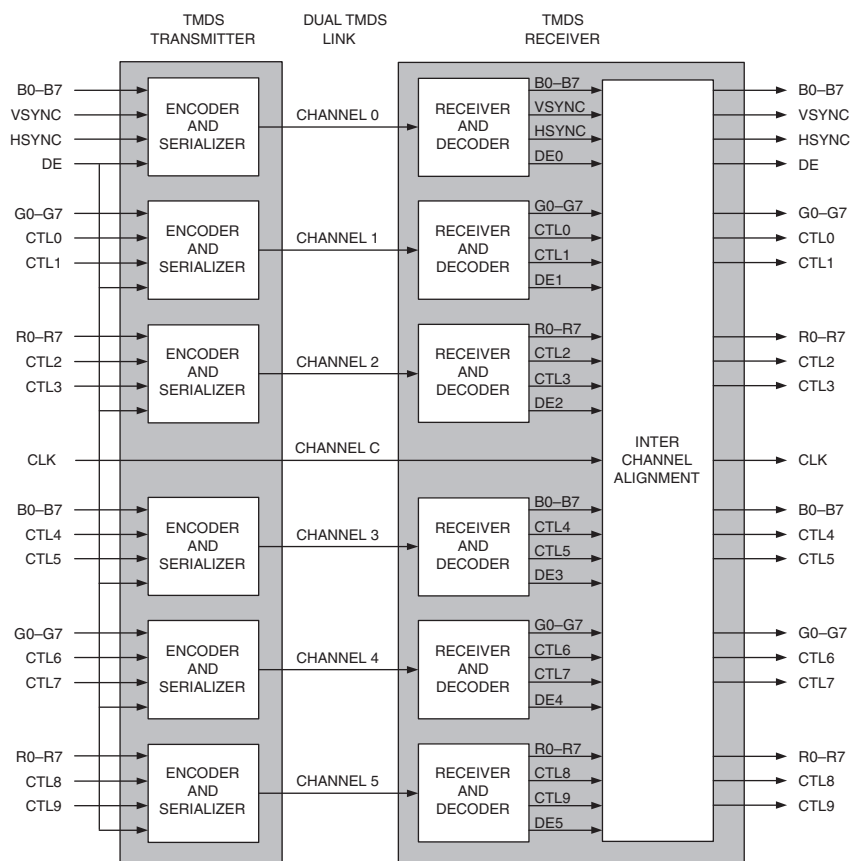 TMDS
TRANSMITTER
DUAL TMDS
LINK
TMDS
RECEIVER
B0–B7
VSYNC
HSYNC
DE
ENCODER
AND
SERIALIZER
CHANNEL 0
RECEIVER
AND
DECODER
B0–B7
VSYNC
HSYNC
DE0
B0–B7
VSYNC
HSYNC
DE
G0–G7
CTL0
CTL1
ENCODER
AND
SERIALIZER
CHANNEL 1
RECEIVER
AND
DECODER
G0–G7
CTL0
CTL1
DE1
G0–G7
CTL0
CTL1
R0–R7
CTL2
CTL3
ENCODER
AND
SERIALIZER
CHANNEL 2
RECEIVER
AND
DECODER
R0–R7
CTL2
CTL3
DE2
R0–R7
CTL2
CTL3
CLK
CHANNEL C
INTER
CHANNEL
ALIGNMENT
CLK
B0–B7
CTL4
CTL5
ENCODER
AND
SERIALIZER
CHANNEL 3
RECEIVER
AND
DECODER
B0–B7
CTL4
CTL5
DE3
B0–B7
CTL4
CTL5
G0–G7
CTL6
CTL7
ENCODER
AND
SERIALIZER
CHANNEL 4
RECEIVER
AND
DECODER
G0–G7
CTL6
CTL7
DE4
G0–G7
CTL6
CTL7
R0–R7
CTL8
CTL9
ENCODER
AND
SERIALIZER
CHANNEL 5
RECEIVER
AND
DECODER
R0–R7
CTL8
CTL9
DE5
R0–R7
CTL8
CTL9